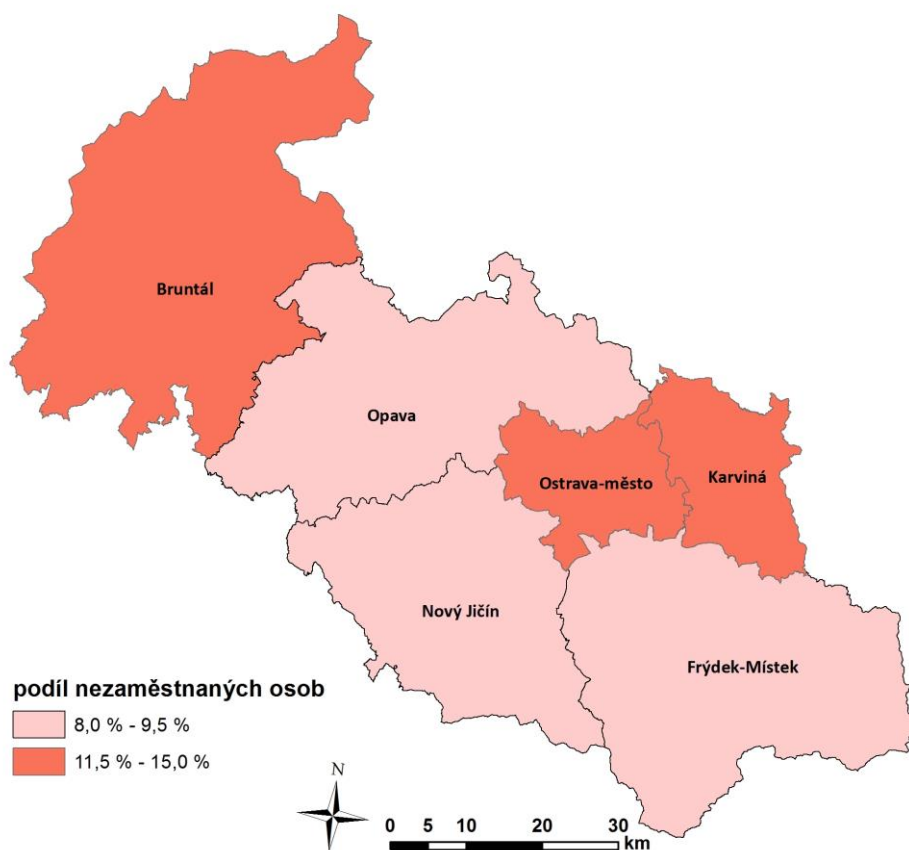 Bruntál
Opava
Ostrava-město
Karviná
Nový Jičín
Frýdek-Místek
podíl nezaměstnaných osob
8,0 % - 9,5 %
11,5 % - 15,0 %
N
0 5 10 20 30
km